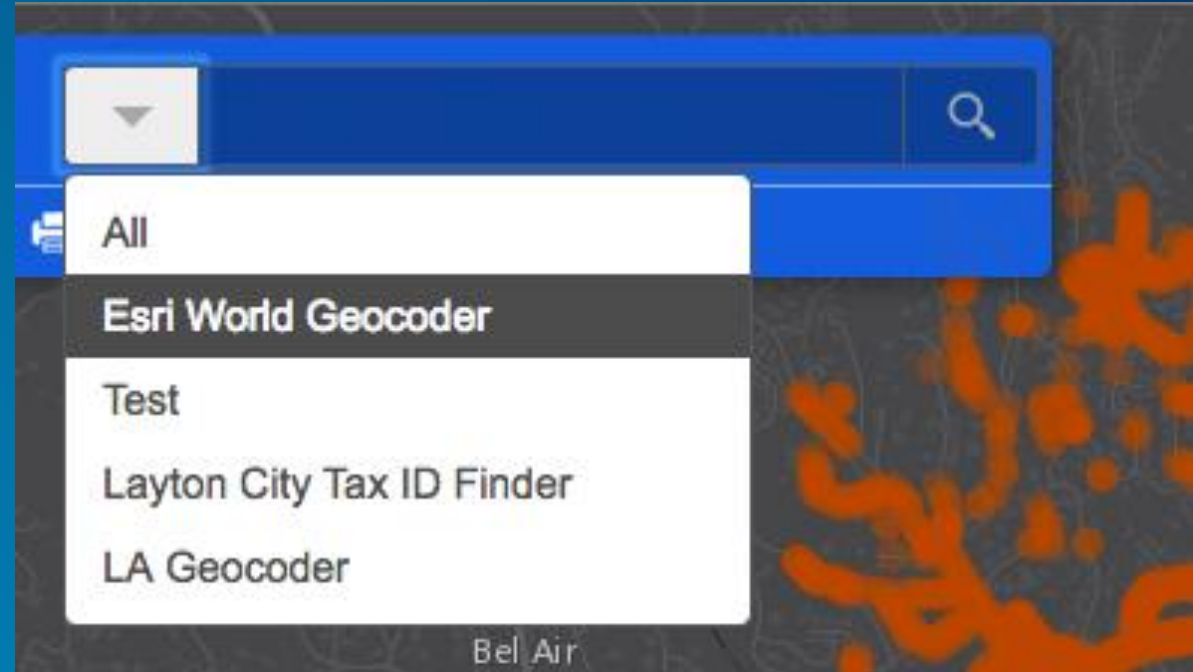 All
Esri World Geocoder
Test
Layton City Tax ID Finder
LA Geocoder
Bel Air